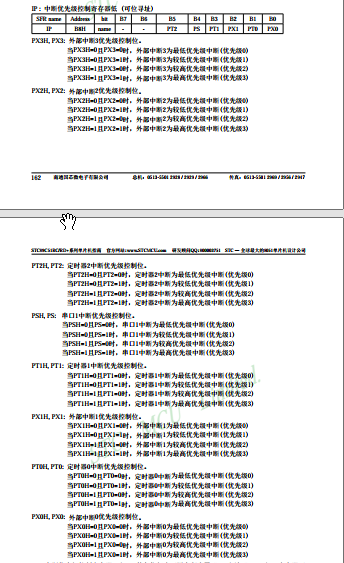 IP：中断优先级控制寄存器低（可位寻址）
SFR name Address bit B7 B6 B5 B4 B3 B2 B1 B0
IP B8H name - - PT2 PS PT1 PX1 PT0 PX0
PX3H, PX3: 外部中断3优先级控制位。
当PX3H=0且PX3=0时，外部中断3为最低优先级中断(优先级0)
当PX3H=0且PX3=1时，外部中断3为较低优先级中断(优先级1)
当PX3H=1且PX3=0时，外部中断3为较高优先级中断(优先级2)
当PX3H=1且PX3=1时，外部中断3为最高优先级中断(优先级3)
PX2H, PX2: 外部中断2优先级控制位。
当PX2H=0且PX2=0时，外部中断2为最低优先级中断(优先级0)
当PX2H=0且PX2=1时，外部中断2为较低优先级中断(优先级1)
当PX2H=1且PX2=0时，外部中断2为较高优先级中断(优先级2)
当PX2H=1且PX2=1时，外部中断2为最高优先级中断(优先级3)
162 南通国芯微电子有限公司 总机：0513-5501 2928 / 2929 / 2966 传真：0513-5501 2969 / 2956 / 2947
STC89C51RC/RD+系列单片机指南 官方网站:www.STCMCU.com 研发顾问QQ:800003751 STC — 全球最大的8051单片机设计公司
PT2H, PT2: 定时器2中断优先级控制位。
当PT2H=0且PT2=0时，定时器2中断为最低优先级中断(优先级0)
当PT2H=0且PT2=1时，定时器2中断为较低优先级中断(优先级1)
当PT2H=1且PT2=0时，定时器2中断为较高优先级中断(优先级2)
当PT2H=1且PT2=1时，定时器2中断为最高优先级中断(优先级3)
PSH, PS: 串口1中断优先级控制位。
当PSH=0且PS=0时，串口1中断为最低优先级中断(优先级0)
当PSH=0且PS=1时，串口1中断为较低优先级中断(优先级1)
当PSH=1且PS=0时，串口1中断为较高优先级中断(优先级2)
当PSH=1且PS=1时，串口1中断为最高优先级中断(优先级3)
PT1H, PT1: 定时器1中断优先级控制位。
当PT1H=0且PT1=0时，定时器1中断为最低优先级中断(优先级0)
当PT1H=0且PT1=1时，定时器1中断为较低优先级中断(优先级1)
当PT1H=1且PT1=0时，定时器1中断为较高优先级中断(优先级2)
当PT1H=1且PT1=1时，定时器1中断为最高优先级中断(优先级3)
PX1H, PX1: 外部中断1优先级控制位。
当PX1H=0且PX1=0时，外部中断1为最低优先级中断(优先级0)
当PX1H=0且PX1=1时，外部中断1为较低优先级中断(优先级1)
当PX1H=1且PX1=0时，外部中断1为较高优先级中断(优先级2)
当PX1H=1且PX1=1时，外部中断1为最高优先级中断(优先级3)
PT0H, PT0: 定时器0中断优先级控制位。
当PT0H=0且PT0=0时，定时器0中断为最低优先级中断(优先级0)
当PT0H=0且PT0=1时，定时器0中断为较低优先级中断(优先级1)
当PT0H=1且PT0=0时，定时器0中断为较高优先级中断(优先级2)
当PT0H=1且PT0=1时，定时器0中断为最高优先级中断(优先级3)
PX0H, PX0: 外部中断0优先级控制位。
当PX0H=0且PX0=0时，外部中断0为最低优先级中断(优先级0)
当PX0H=0且PX0=1时，外部中断0为较低优先级中断(优先级1)
当PX0H=1且PX0=0时，外部中断0为较高优先级中断(优先级2)
当PX0H=1且PX0=1时，外部中断0为最高优先级中断(优先级3)